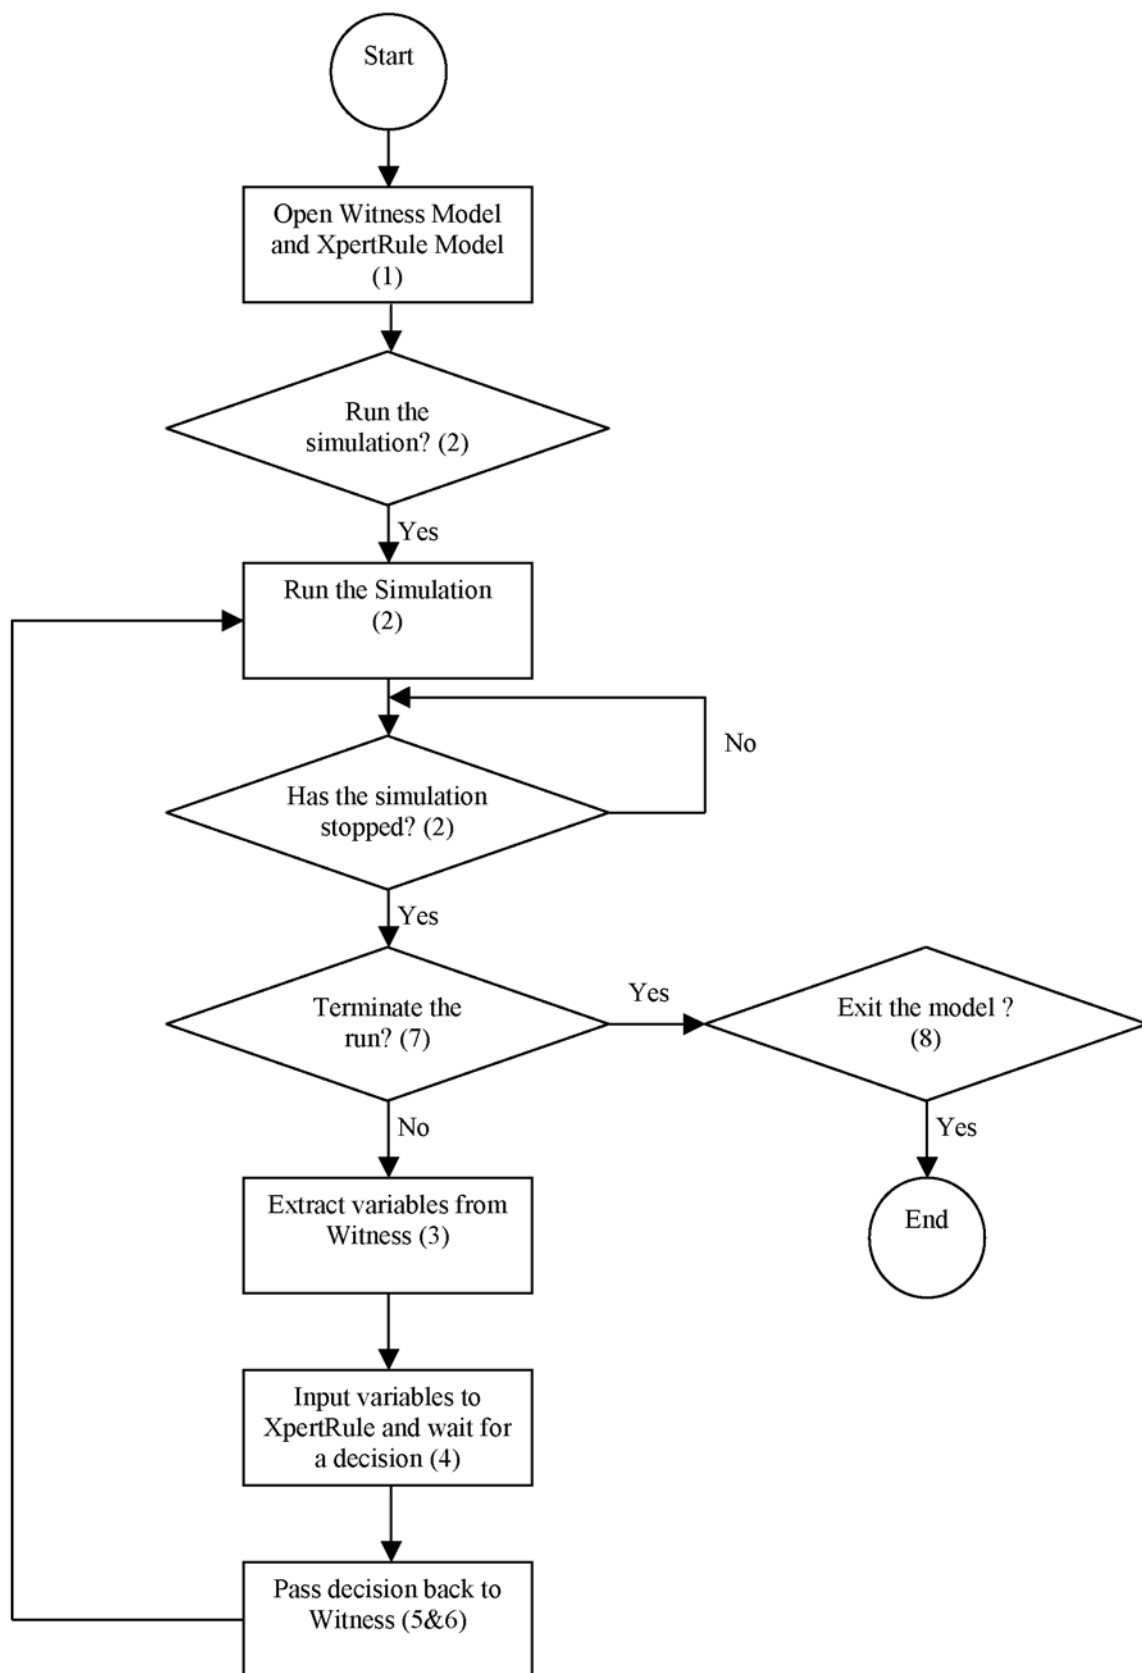 Start
Open Witness Model
and XpertRule Model
(1)
Run the
simulation? (2)
Yes
Run the Simulation
(2)
No
Has the simulation
stopped? (2)
Yes
Terminate the
run? (7)
Yes
Exit the model ?
(8)
No
Yes
Extract variables from
Witness (3)
End
Input variables to
XpertRule and wait for
a decision (4)
Pass decision back to
Witness (5&6)